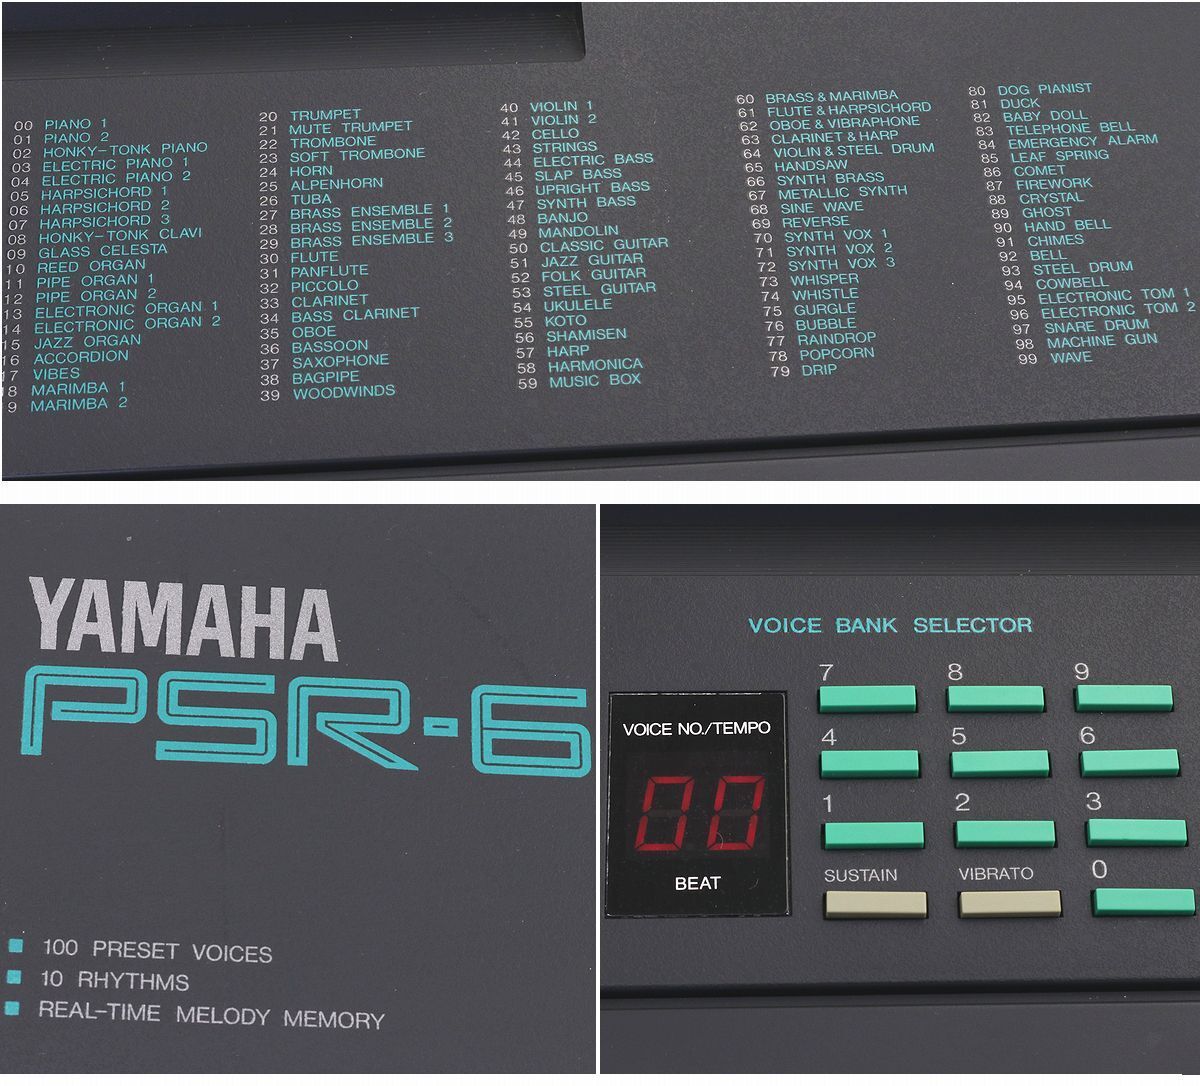 00 PIANO 1
01 PIANO 2
02 HONKY-TONK PIANO
03 ELECTRIC PIANO 1
04 ELECTRIC PIANO 2
05 HARPSICHORD 1
06 HARPSICHORD 2
07 HARPSICHORD 3
08 HONKY-TONK CLAVI
09 GLASS CELESTA
10 REED ORGAN
11 PIPE ORGAN 1
12 PIPE ORGAN 2
13 ELECTRONIC ORGAN 1
14 ELECTRONIC ORGAN 2
15 JAZZ ORGAN
16 ACCORDION
17 VIBES
18 MARIMBA 1
9 MARIMBA 2
20 TRUMPET
21 MUTE TRUMPET
22 TROMBONE
23 SOFT TROMBONE
24 HORN
25 ALPENHORN
26 TUBA
27 BRASS ENSEMBLE 1
28 BRASS ENSEMBLE 2
29 BRASS ENSEMBLE 3
30 FLUTE
31 PANFLUTE
32 PICCOLO
33 CLARINET
34 BASS CLARINET
35 OBOE
36 BASSOON
37 SAXOPHONE
38 BAGPIPE
39 WOODWINDS
40 VIOLIN 1
41 VIOLIN 2
42 CELLO
43 STRINGS
44 ELECTRIC BASS
45 SLAP BASS
46 UPRIGHT BASS
47 SYNTH BASS
48 BANJO
49 MANDOLIN
50 CLASSIC GUITAR
51 JAZZ GUITAR
52 FOLK GUITAR
53 STEEL GUITAR
54 UKULELE
55 KOTO
56 SHAMISEN
57 HARP
58 HARMONICA
59 MUSIC BOX
60 BRASS & MARIMBA
61 FLUTE & HARPSICHORD
62 OBOE & VIBRAPHONE
63 CLARINET & HARP
64 VIOLIN & STEEL DRUM
65 HANDSAW
66 SYNTH BRASS
67 METALLIC SYNTH
68 SINE WAVE
69 REVERSE
70 SYNTH VOX 1
71 SYNTH VOX 2
72 SYNTH VOX 3
73 WHISPER
74 WHISTLE
75 GURGLE
76 BUBBLE
77 RAINDROP
78 POPCORN
79 DRIP
80 DOG PIANIST
81 DUCK
82 BABY DOLL
83 TELEPHONE BELL
84 EMERGENCY ALARM
85 LEAF SPRING
86 COMET
87 FIREWORK
88 CRYSTAL
89 GHOST
90 HAND BELL
91 CHIMES
92 BELL
93 STEEL DRUM
94 COWBELL
95 ELECTRONIC TOM 1
96 ELECTRONIC TOM 2
97 SNARE DRUM
98 MACHINE GUN
99 WAVE
YAMAHA
PSR-6
100 PRESET VOICES
10 RHYTHMS
REAL-TIME MELODY MEMORY
VOICE BANK SELECTOR
VOICE NO./TEMPO
00
BEAT
7 8 9
4 5 6
1 2 3
SUSTAIN VIBRATO 0